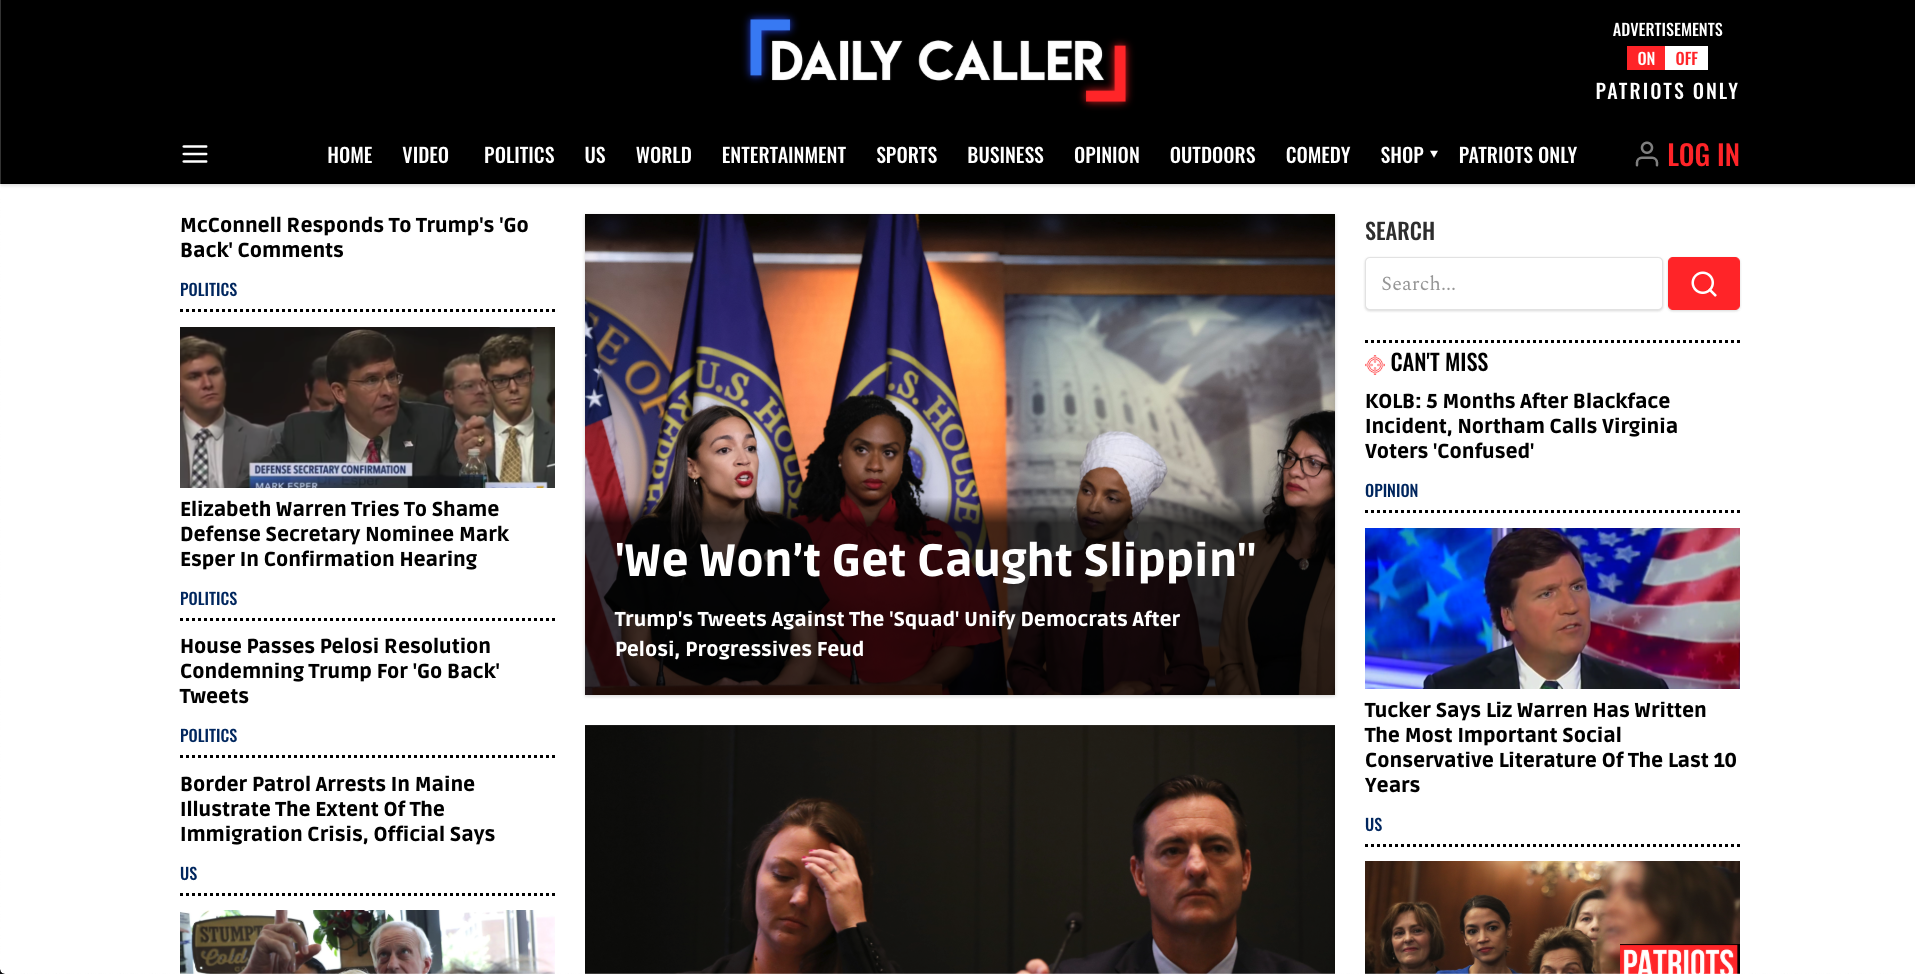 DAILY CALLER
ADVERTISEMENTS
ON OFF
PATRIOTS ONLY
HOME VIDEO POLITICS US WORLD ENTERTAINMENT SPORTS BUSINESS OPINION OUTDOORS COMEDY SHOP ▾ PATRIOTS ONLY LOG IN
McConnell Responds To Trump's 'Go
Back' Comments
POLITICS
DEFENSE SECRETARY CONFIRMATION
MARK ESPER
Elizabeth Warren Tries To Shame
Defense Secretary Nominee Mark
Esper In Confirmation Hearing
POLITICS
House Passes Pelosi Resolution
Condemning Trump For 'Go Back'
Tweets
POLITICS
Border Patrol Arrests In Maine
Illustrate The Extent Of The
Immigration Crisis, Official Says
US
STUMPT
Cold
U.S. HOUSE
.S. HOUSE
'We Won’t Get Caught Slippin"
Trump's Tweets Against The 'Squad' Unify Democrats After
Pelosi, Progressives Feud
SEARCH
Search...
CAN'T MISS
KOLB: 5 Months After Blackface
Incident, Northam Calls Virginia
Voters 'Confused'
OPINION
Tucker Says Liz Warren Has Written
The Most Important Social
Conservative Literature Of The Last 10
Years
US
PATRIOTS